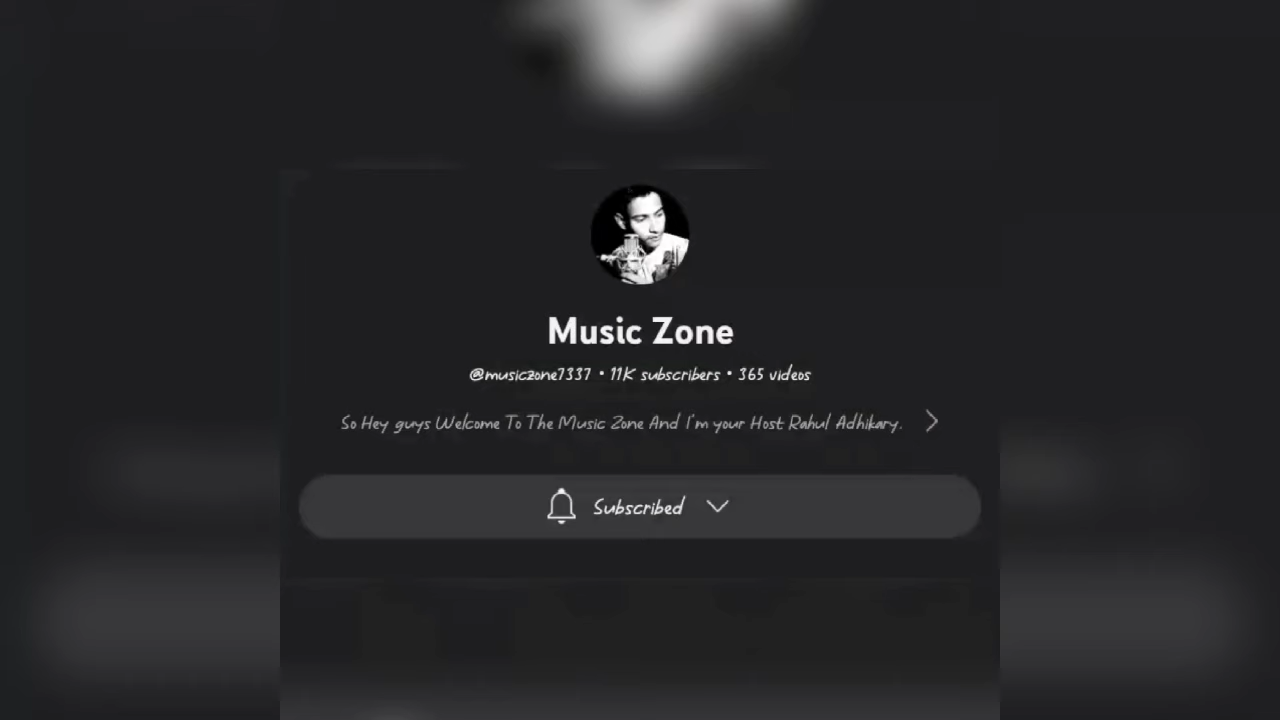 Music Zone
@musiczone7337 • 11K subscribers • 365 videos
So Hey guys Welcome To The Music Zone And I'm your Host Rahul Adhikary.
Subscribed